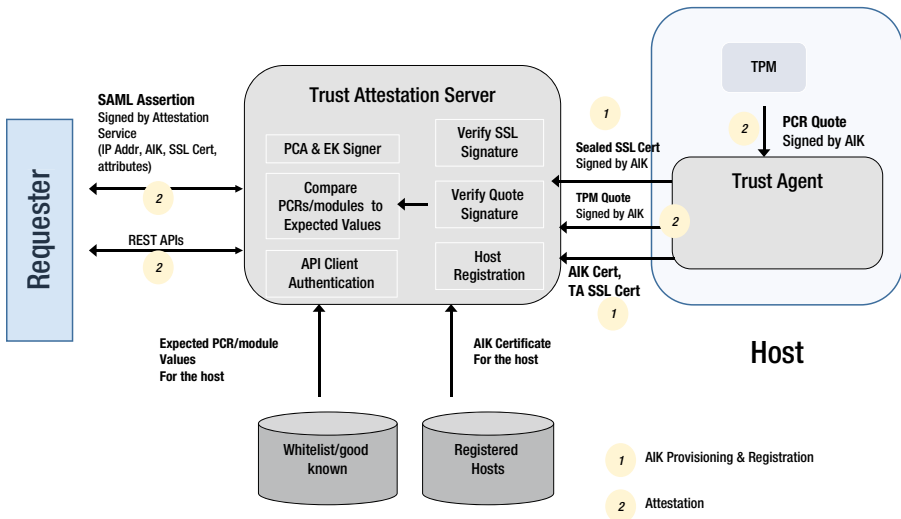 Requester
SAML Assertion
Signed by Attestation
Service
(IP Addr, AIK, SSL Cert,
attributes)
2
REST APIs
2
Trust Attestation Server
PCA & EK Signer
Compare
PCRs/modules to
Expected Values
API Client
Authentication
Verify SSL
Signature
Verify Quote
Signature
Host
Registration
1
Sealed SSL Cert
Signed by AIK
TPM Quote
Signed by AIK
2
AIK Cert,
TA SSL Cert
1
TPM
2
PCR Quote
Signed by AIK
Trust Agent
Host
Expected PCR/module
Values
For the host
AIK Certificate
For the host
Whitelist/good
known
Registered
Hosts
1
AIK Provisioning & Registration
2
Attestation